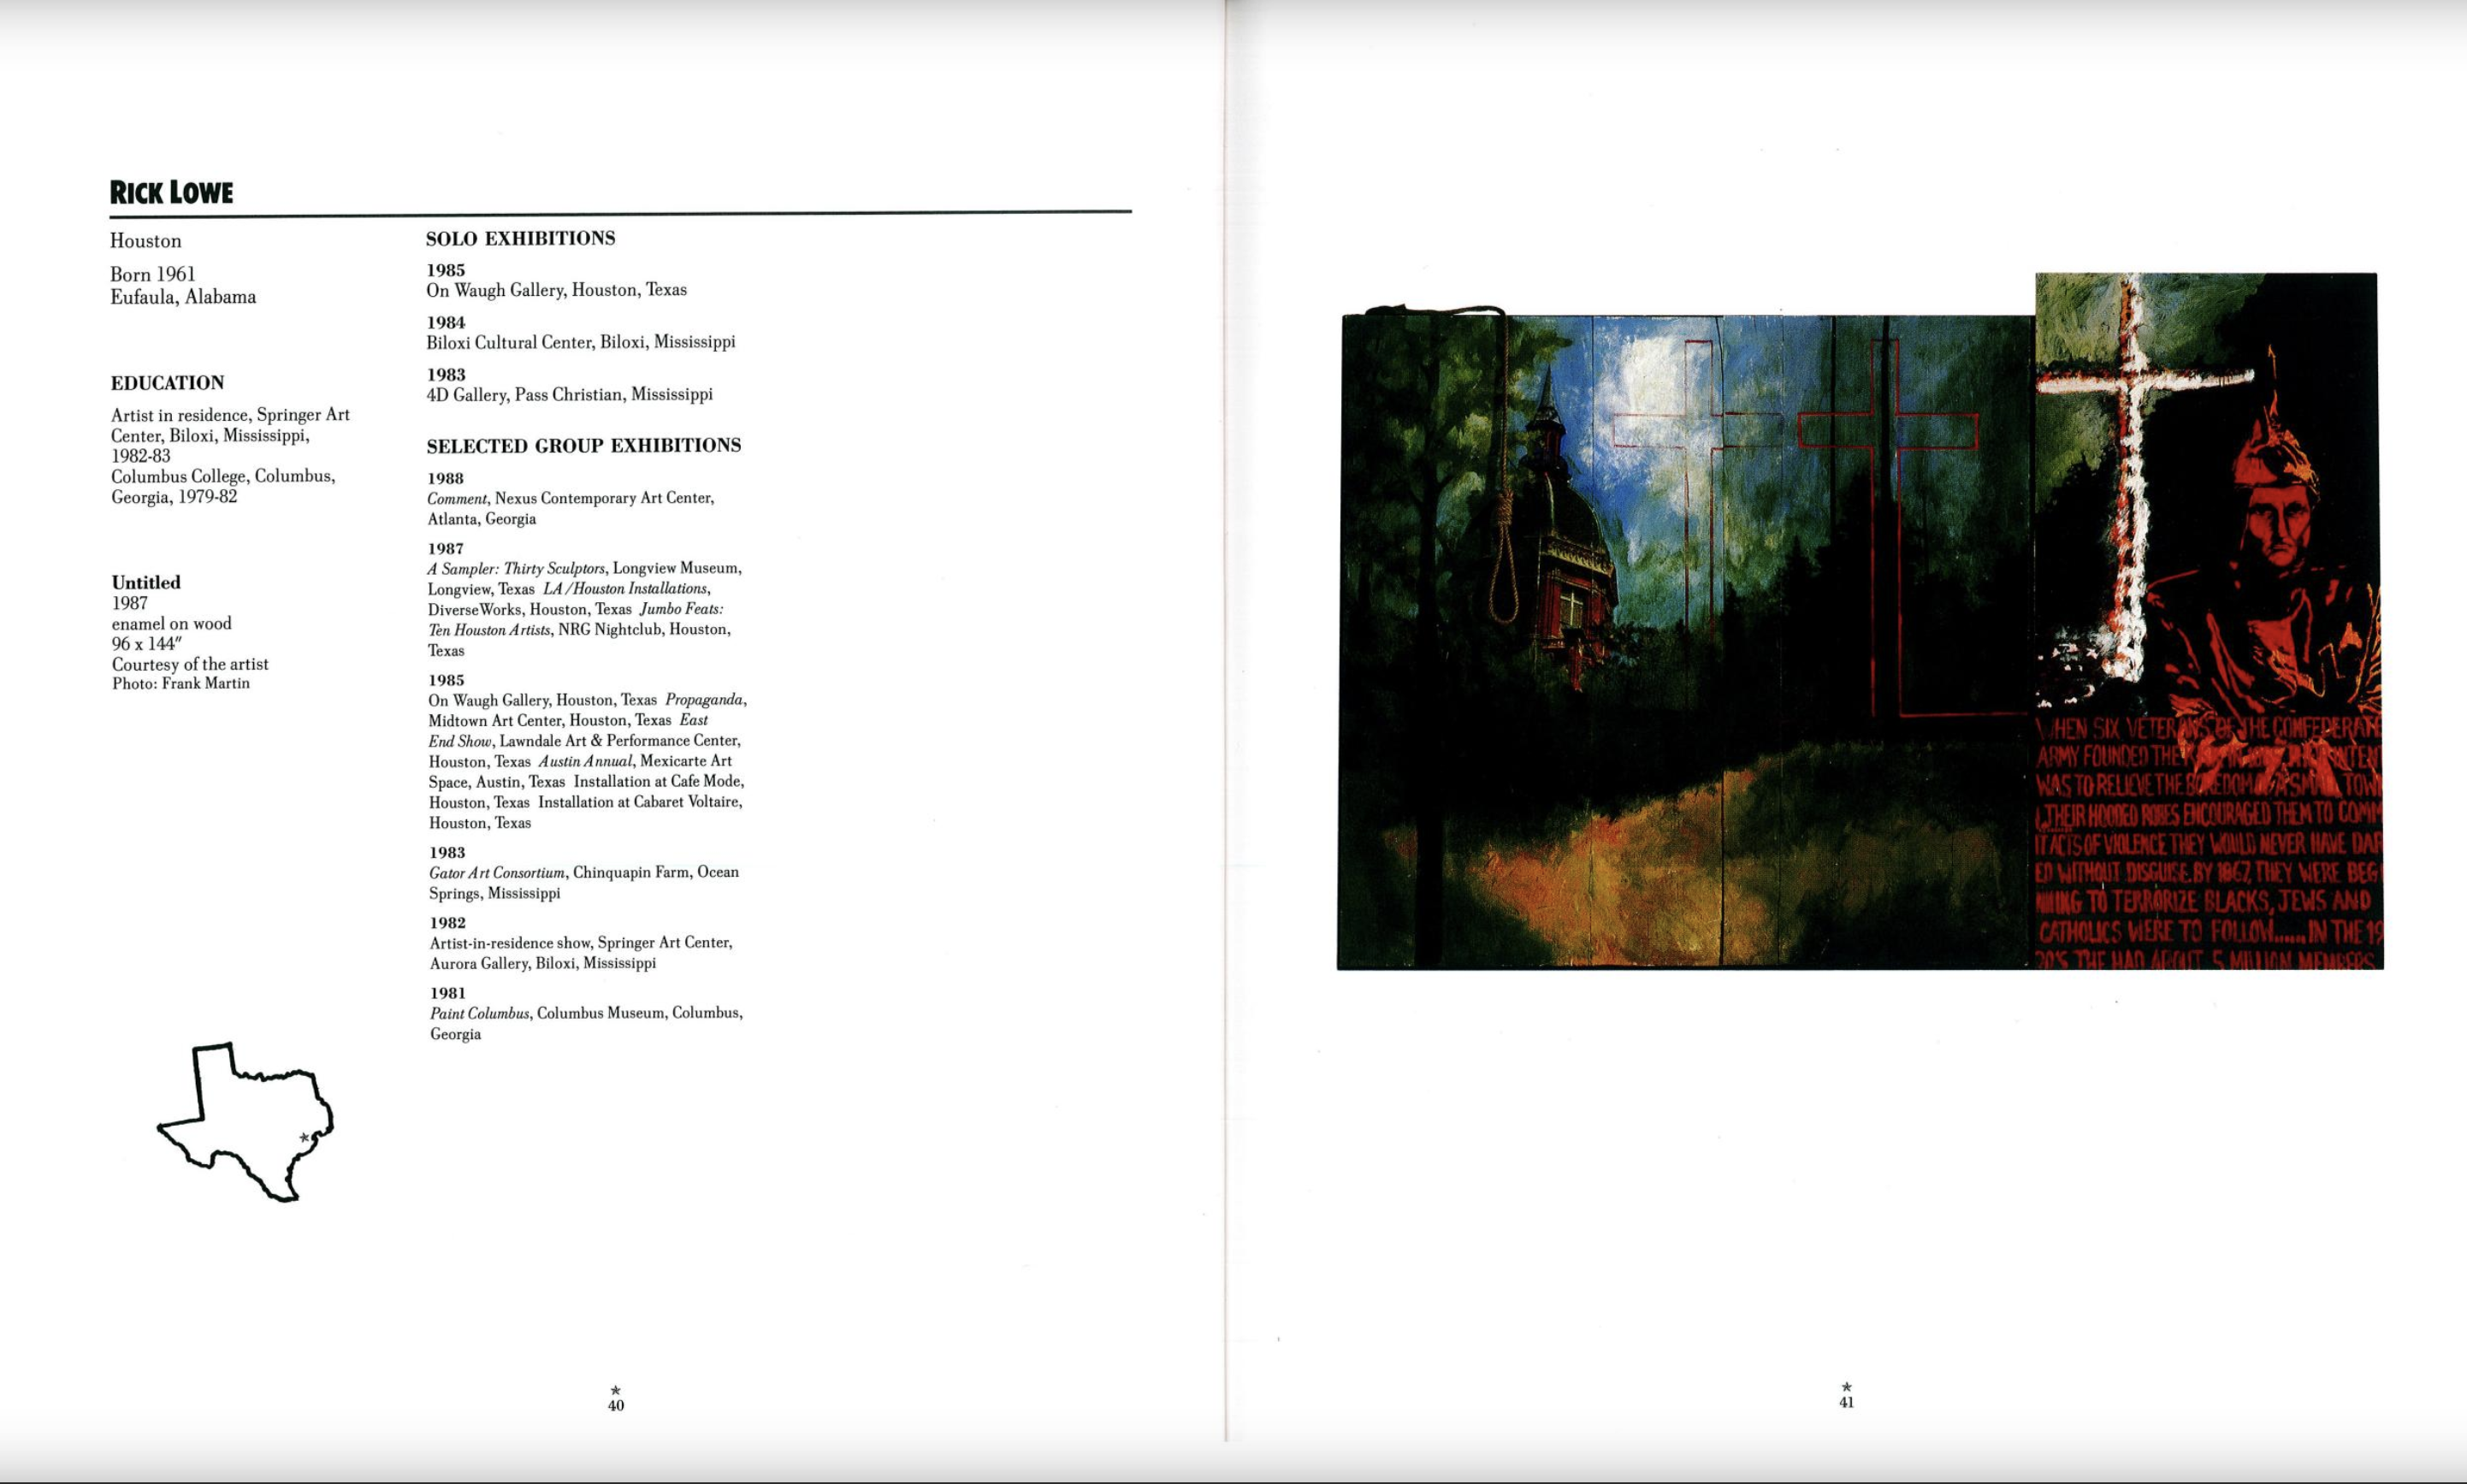 RICK LOWE
Houston
Born 1961
Eufaula, Alabama
EDUCATION
Artist in residence, Springer Art
Center, Biloxi, Mississippi,
1982-83
Columbus College, Columbus,
Georgia, 1979-82
Untitled
1987
enamel on wood
96 x 144"
Courtesy of the artist
Photo: Frank Martin
SOLO EXHIBITIONS
1985
On Waugh Gallery, Houston, Texas
1984
Biloxi Cultural Center, Biloxi, Mississippi
1983
4D Gallery, Pass Christian, Mississippi
SELECTED GROUP EXHIBITIONS
1988
Comment, Nexus Contemporary Art Center,
Atlanta, Georgia
1987
A Sampler: Thirty Sculptors, Longview Museum,
Longview, Texas LA/Houston Installations,
DiverseWorks, Houston, Texas Jumbo Feats:
Ten Houston Artists, NRG Nightclub, Houston,
Texas
1985
On Waugh Gallery, Houston, Texas Propaganda,
Midtown Art Center, Houston, Texas East
End Show, Lawndale Art & Performance Center,
Houston, Texas Austin Annual, Mexicarte Art
Space, Austin, Texas Installation at Cafe Mode,
Houston, Texas Installation at Cabaret Voltaire,
Houston, Texas
1983
Gator Art Consortium, Chinquapin Farm, Ocean
Springs, Mississippi
1982
Artist-in-residence show, Springer Art Center,
Aurora Gallery, Biloxi, Mississippi
1981
Paint Columbus, Columbus Museum, Columbus,
Georgia
*
*
40
WHEN SIX VETERANS OF THE CONFEDERATE
ARMY FOUNDED THE
WAS TO RELIEVE THE BOREDOM OF A SMALL TOWN
THEIR HOODED ROBES ENCOURAGED THEM TO COMM
IT ACTS OF VIOLENCE THEY WOULD NEVER HAVE DAR
ED WITHOUT DISGUISE. BY 1867, THEY WERE BEG
NNING TO TERRORIZE BLACKS, JEWS AND
CATHOLICS WERE TO FOLLOW......IN THE 19
20'S THE HAD ABOUT 5 MILLION MEMBERS
*
41